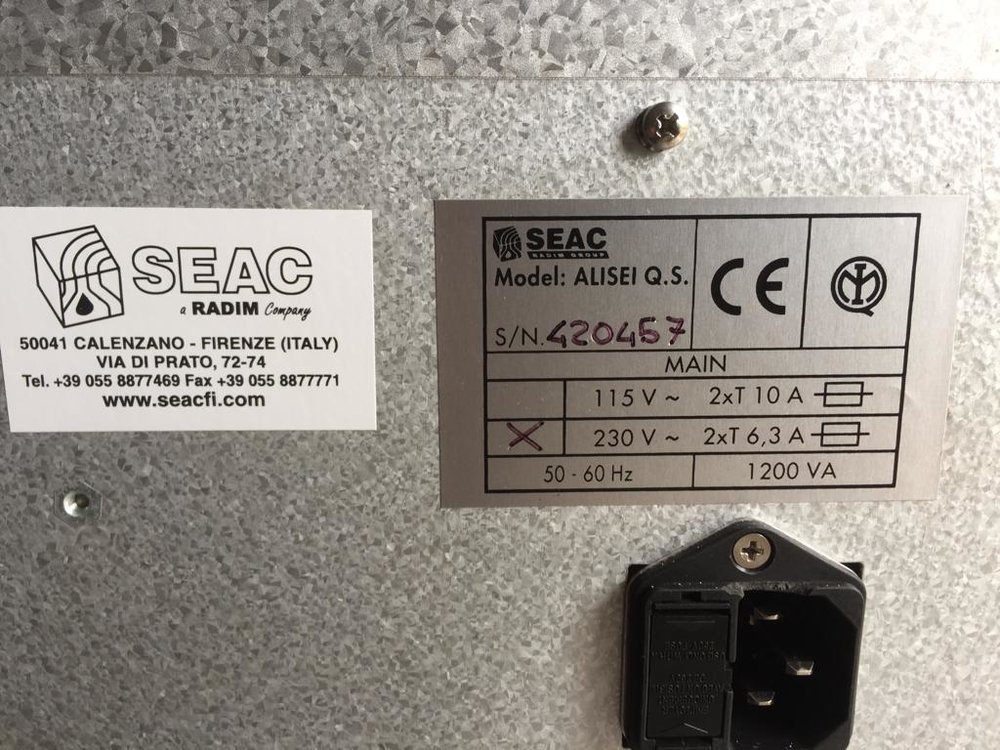 SEAC
a RADIM Company
50041 CALENZANO - FIRENZE (ITALY)
VIA DI PRATO, 72-74
Tel. +39 055 8877469 Fax +39 055 8877771
www.seacfi.com
SEAC
RADIM GROUP
Model: ALISEI Q.S.
S/N. 420457
CE
MAIN
115 V ~ 2xT 10 A
X 230 V ~ 2xT 6,3 A
50 - 60 Hz 1200 VA